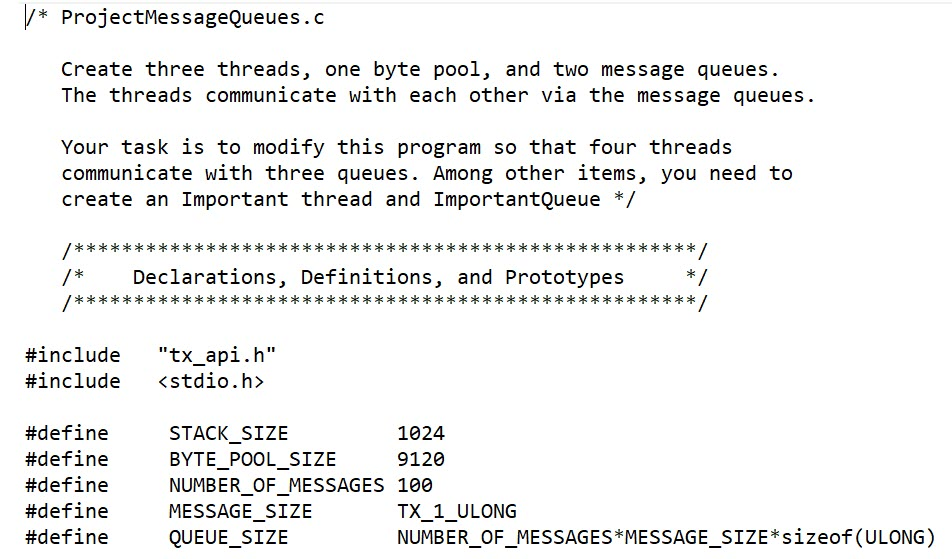 /* ProjectMessageQueues.c
Create three threads, one byte pool, and two message queues.
The threads communicate with each other via the message queues.
Your task is to modify this program so that four threads
communicate with three queues. Among other items, you need to
create an Important thread and ImportantQueue */
/****************************************************/
/*    Declarations, Definitions, and Prototypes     */
/****************************************************/
#include   "tx_api.h"
#include   <stdio.h>
#define     STACK_SIZE         1024
#define     BYTE_POOL_SIZE     9120
#define     NUMBER_OF_MESSAGES 100
#define     MESSAGE_SIZE       TX_1_ULONG
#define     QUEUE_SIZE         NUMBER_OF_MESSAGES*MESSAGE_SIZE*sizeof(ULONG)